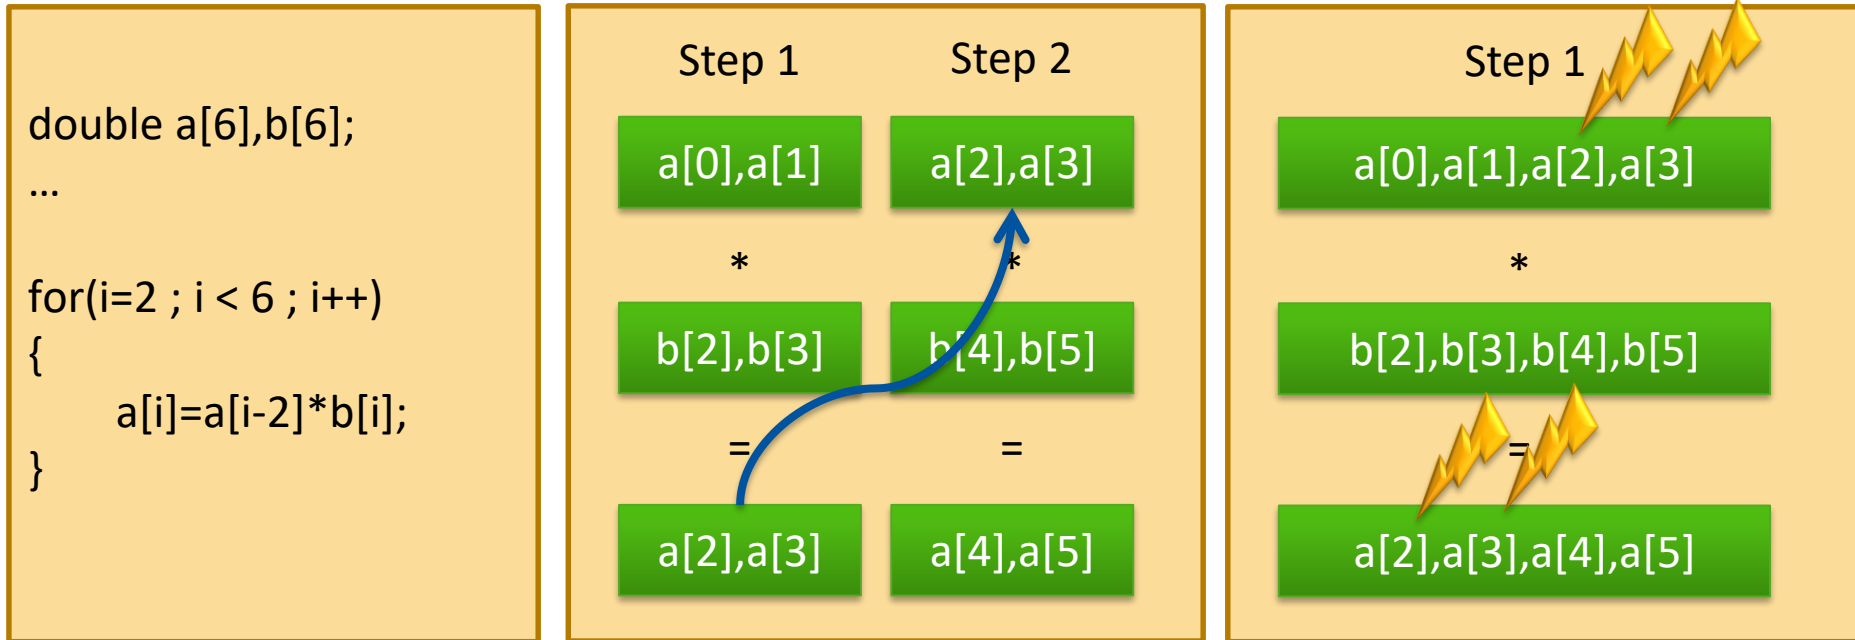 double a[6],b[6];
...
for(i=2 ; i < 6 ; i++)
{
a[i]=a[i-2]*b[i];
}
Step 1
Step 2
a[0],a[1]
a[2],a[3]
*
*
b[2],b[3]
b[4],b[5]
=
=
a[2],a[3]
a[4],a[5]
Step 1
a[0],a[1],a[2],a[3]
*
b[2],b[3],b[4],b[5]
=
a[2],a[3],a[4],a[5]